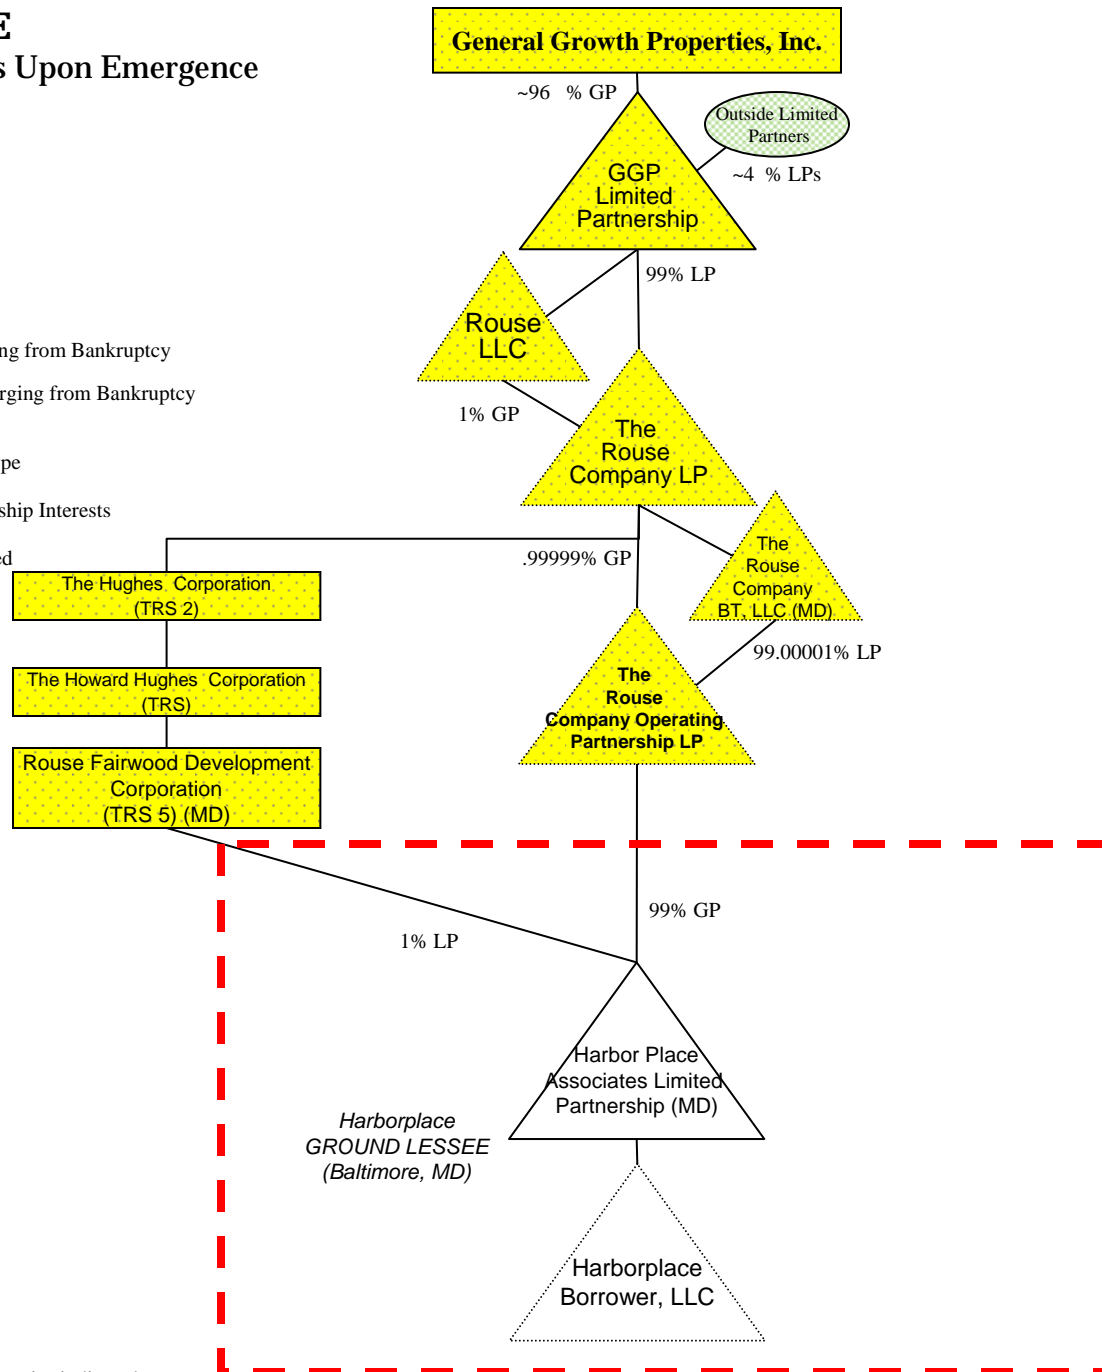 E
s Upon Emergence
General Growth Properties, Inc.
~96 % GP
Outside Limited
Partners
~4 % LPs
GGP
Limited
Partnership
99% LP
Rouse
LLC
ng from Bankruptcy
rging from Bankruptcy
1% GP
The
Rouse
Company LP
pe
ship Interests
ed
.99999% GP
The
Rouse
Company
BT, LLC (MD)
99.00001% LP
The Hughes Corporation
(TRS 2)
The Howard Hughes Corporation
(TRS)
Rouse Fairwood Development
Corporation
(TRS 5) (MD)
The
Rouse
Company Operating
Partnership LP
99% GP
1% LP
Harbor Place
Associates Limited
Partnership (MD)
Harborplace
GROUND LESSEE
(Baltimore, MD)
Harborplace
Borrower, LLC